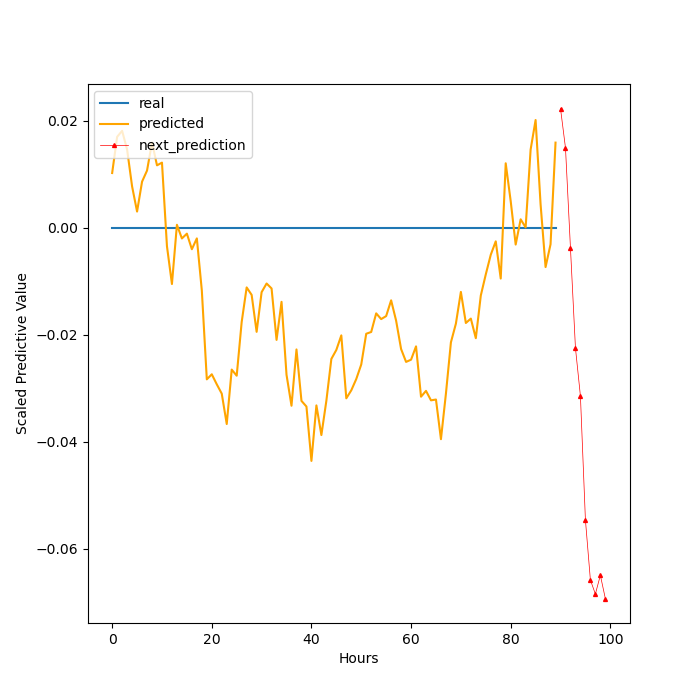 real
predicted
next_prediction
0.02
0.00
−0.02
−0.04
−0.06
Scaled Predictive Value
0 20 40 60 80 100
Hours